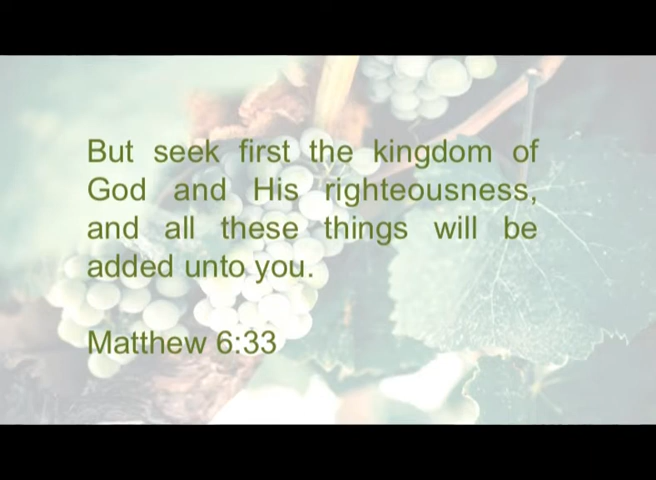 But seek first the kingdom of
God and His righteousness,
and all these things will be
added unto you.
Matthew 6:33